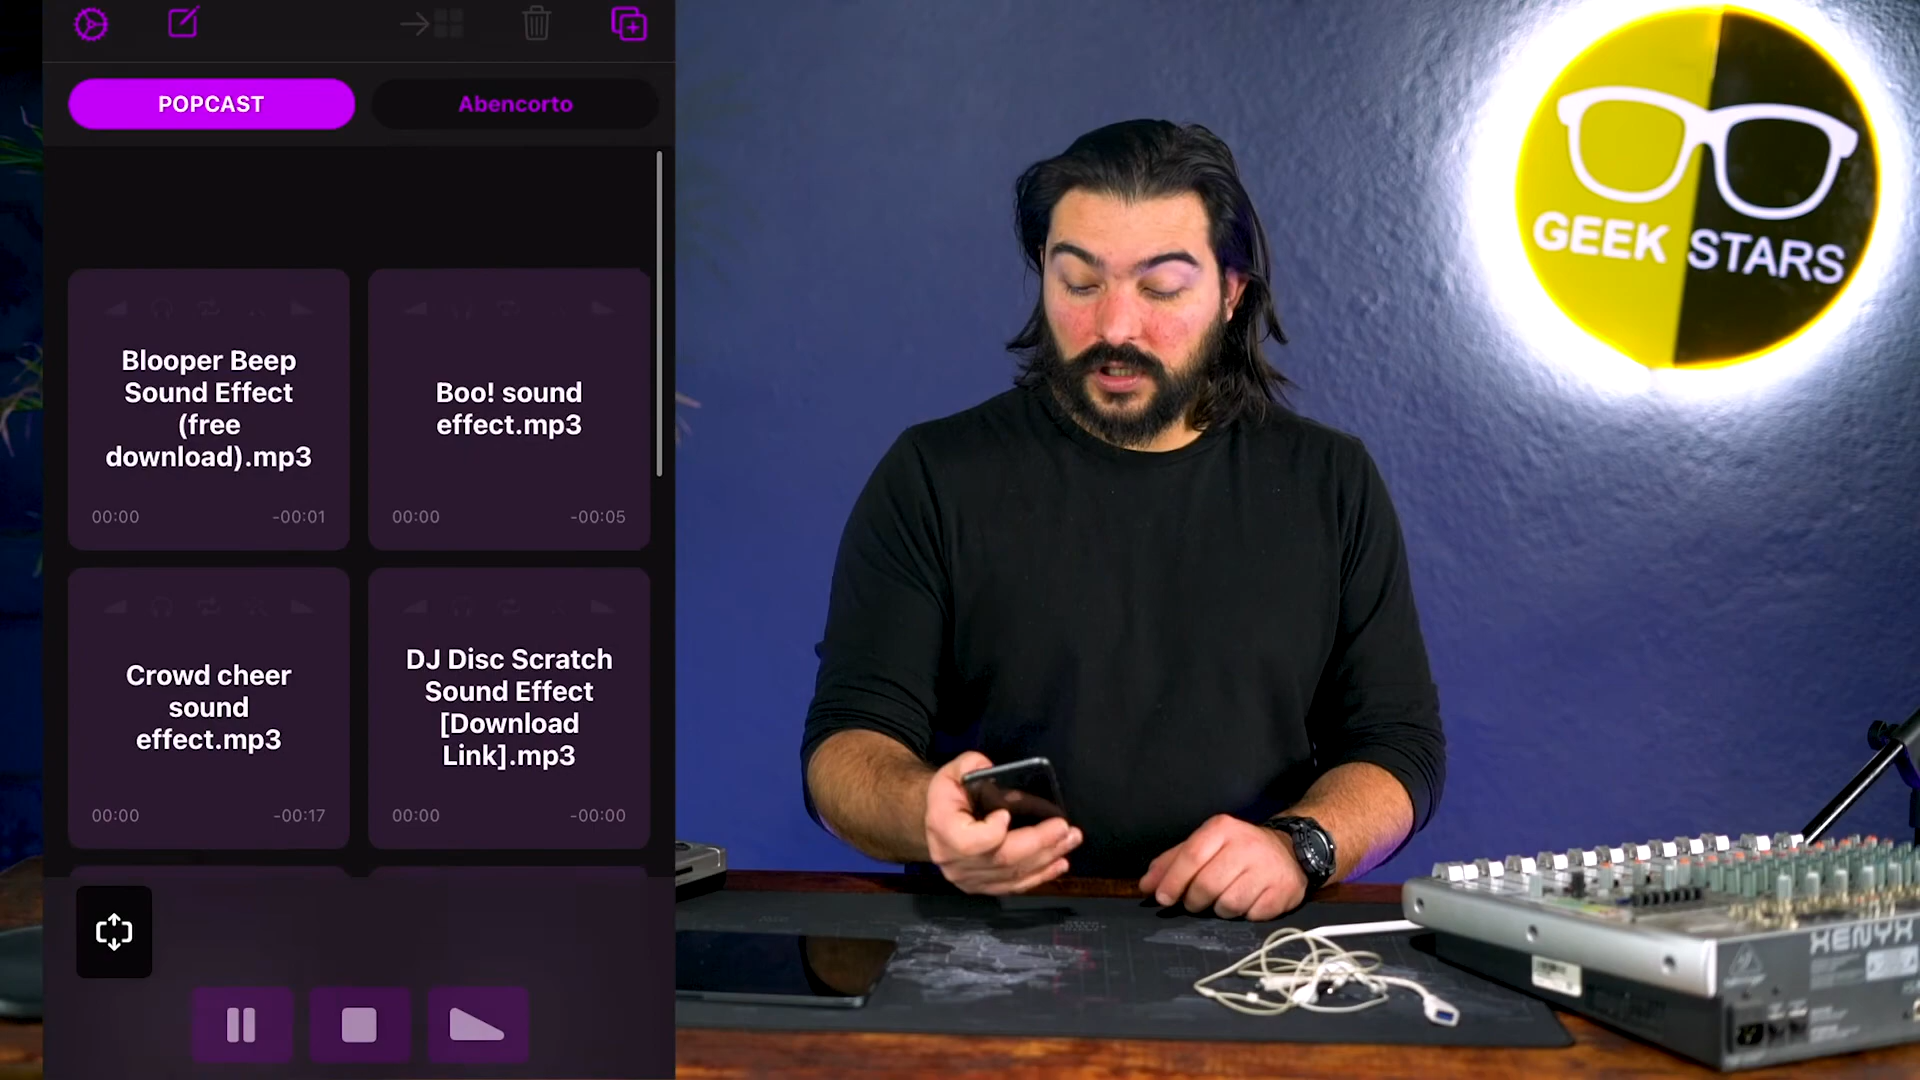 POPCAST
Abencorto
Blooper Beep
Sound Effect
(free
download).mp3
00:00
-00:01
Boo! sound
effect.mp3
00:00
-00:05
Crowd cheer
sound
effect.mp3
00:00
-00:17
DJ Disc Scratch
Sound Effect
[Download
Link].mp3
00:00
-00:00
GEEK STARS
XENYX